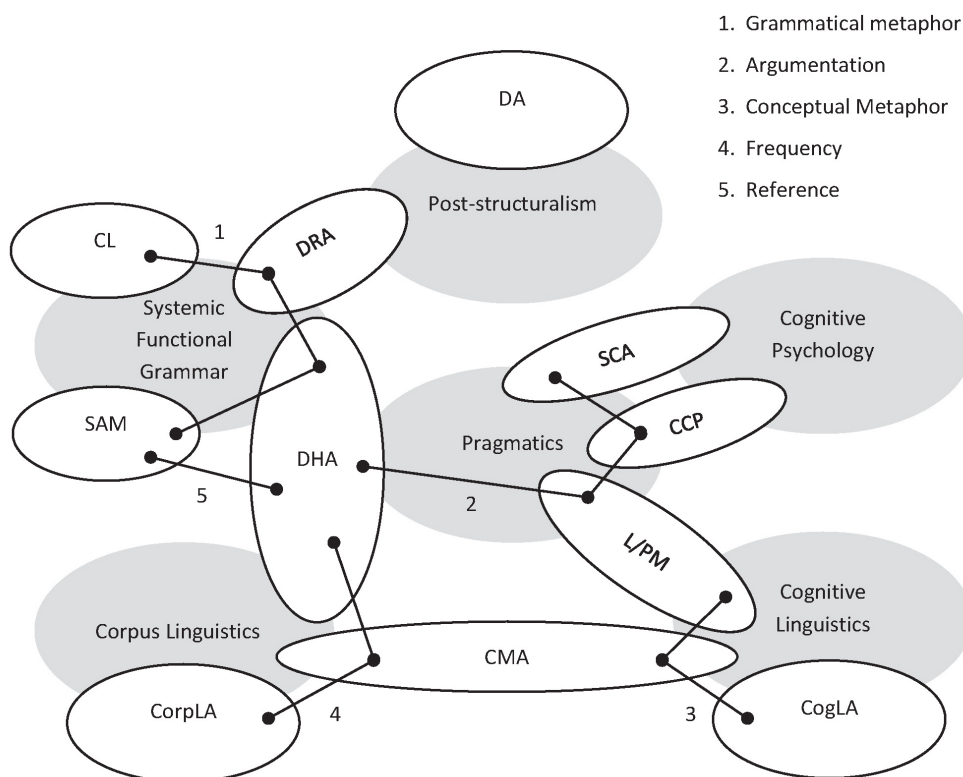 1. Grammatical metaphor
2. Argumentation
3. Conceptual Metaphor
4. Frequency
5. Reference
DA
Post-structuralism
CL
1
DRA
Systemic
Functional
Grammar
Cognitive
Psychology
SCA
CCP
SAM
Pragmatics
DHA
5
2
L/PM
Cognitive
Linguistics
Corpus Linguistics
CMA
CorpLA
4
3
CogLA